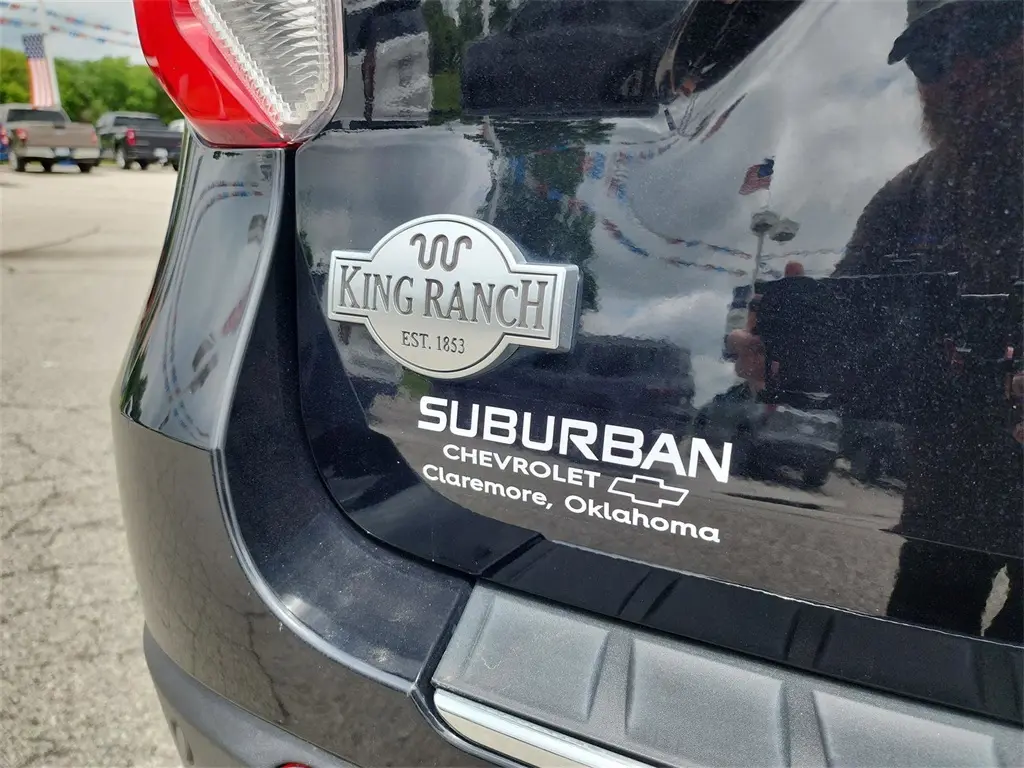 KING RANCH
EST. 1853
SUBURBAN
CHEVROLET
Claremore, Oklahoma